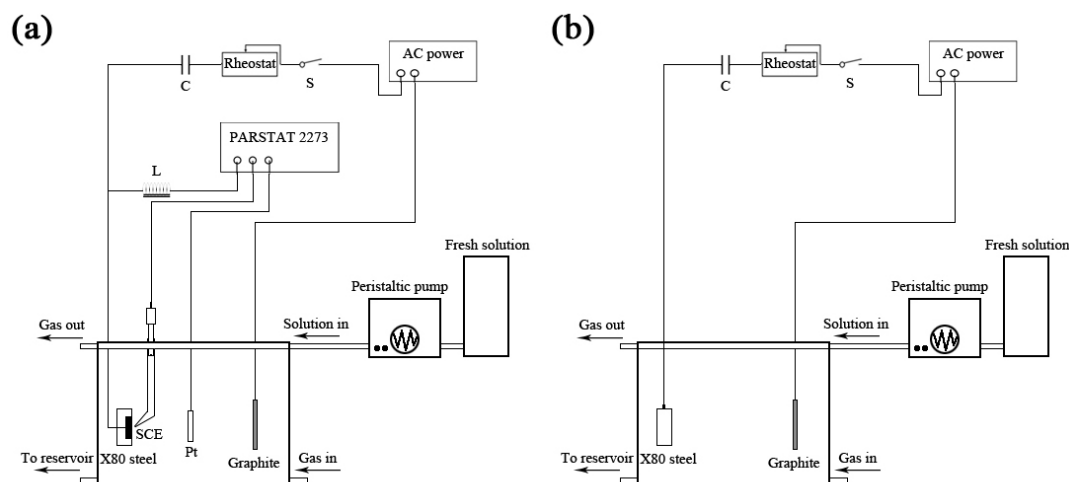 (a)
Rheostat
AC power
C
S
PARSTAT 2273
L
Fresh solution
Peristaltic pump
Gas out
Solution in
SCE
To reservoir
X80 steel
Pt
Graphite
Gas in
(b)
Rheostat
AC power
C
S
Fresh solution
Peristaltic pump
Gas out
Solution in
To reservoir
X80 steel
Graphite
Gas in